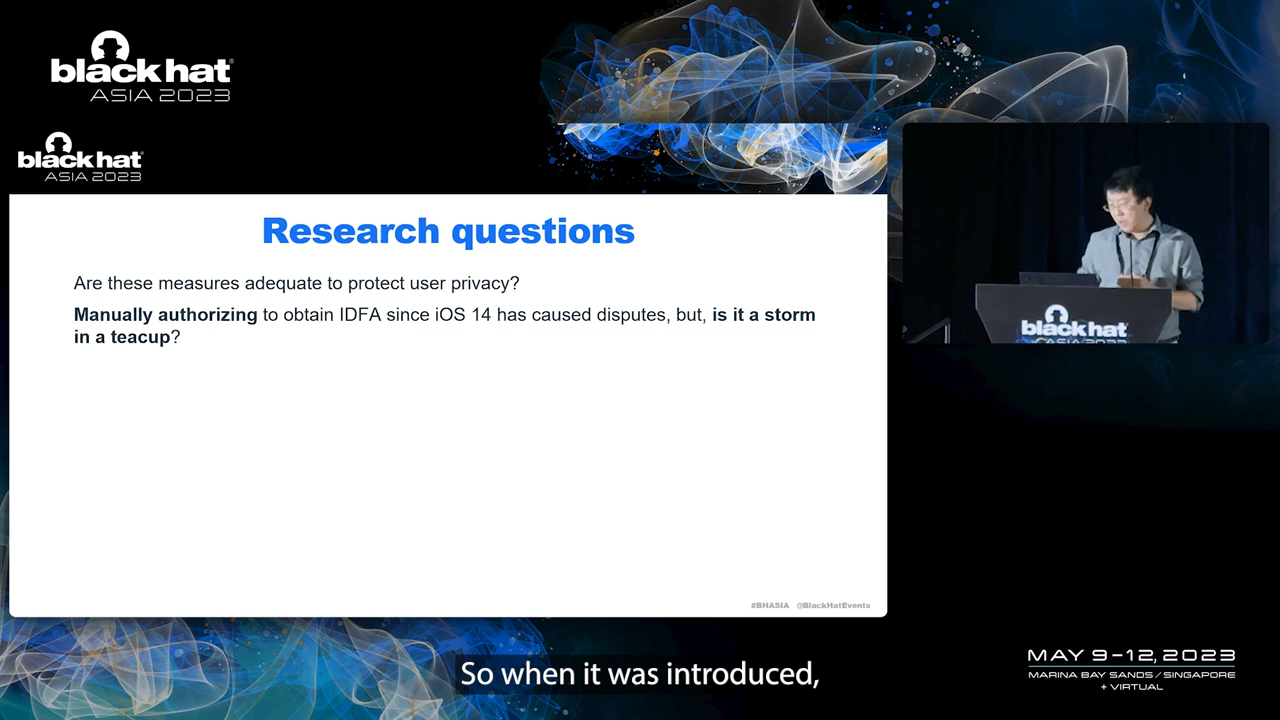 black hat
ASIA 2023
black hat
ASIA 2023
Research questions
Are these measures adequate to protect user privacy?
Manually authorizing to obtain IDFA since iOS 14 has caused disputes, but, is it a storm
in a teacup?
#BHASIA @BlackHatEvents
black hat
ASIA 2023
So when it was introduced,
MAY 9-12, 2023
MARINA BAY SANDS / SINGAPORE
+ VIRTUAL